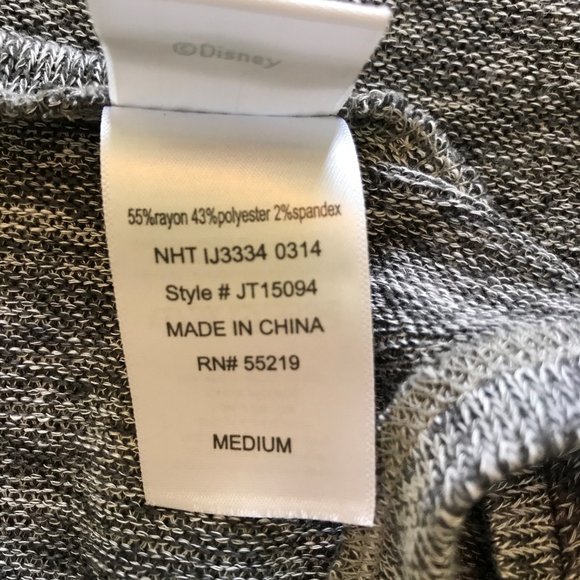 ©Disney
55%rayon 43%polyester 2%spandex
NHT IJ3334 0314
Style # JT15094
MADE IN CHINA
RN# 55219
MEDIUM